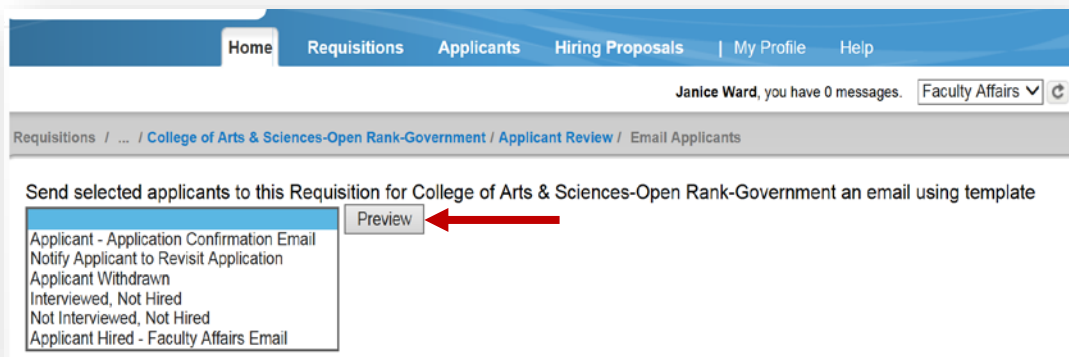 Home Requisitions Applicants Hiring Proposals | My Profile Help
Janice Ward, you have 0 messages. Faculty Affairs
Requisitions / ... / College of Arts & Sciences-Open Rank-Government / Applicant Review / Email Applicants
Send selected applicants to this Requisition for College of Arts & Sciences-Open Rank-Government an email using template
Preview
Applicant - Application Confirmation Email
Notify Applicant to Revisit Application
Applicant Withdrawn
Interviewed, Not Hired
Not Interviewed, Not Hired
Applicant Hired - Faculty Affairs Email